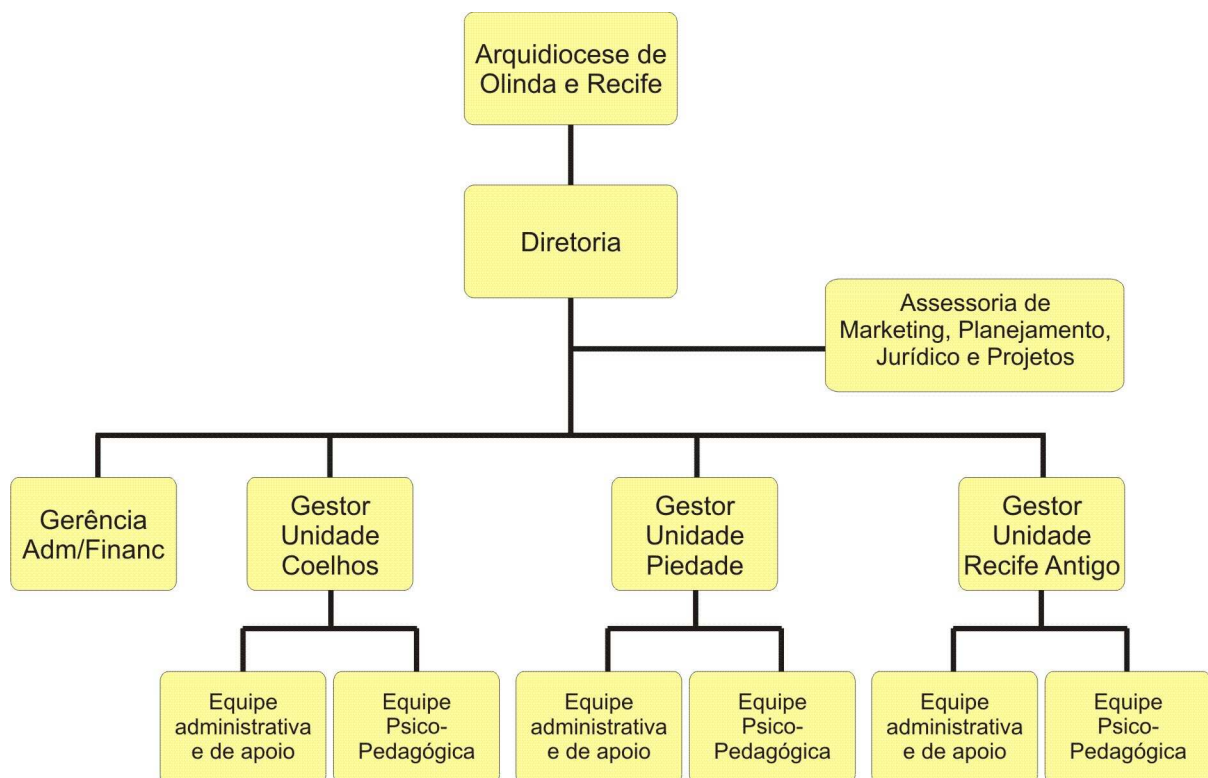 Arquidiocese de
Olinda e Recife
Diretoria
Assessoria de
Marketing, Planejamento,
Jurídico e Projetos
Gerência
Adm/Financ
Gestor
Unidade
Coelhos
Gestor
Unidade
Piedade
Gestor
Unidade
Recife Antigo
Equipe
administrativa
e de apoio
Equipe
Psico-
Pedagógica
Equipe
administrativa
e de apoio
Equipe
Psico-
Pedagógica
Equipe
administrativa
e de apoio
Equipe
Psico-
Pedagógica